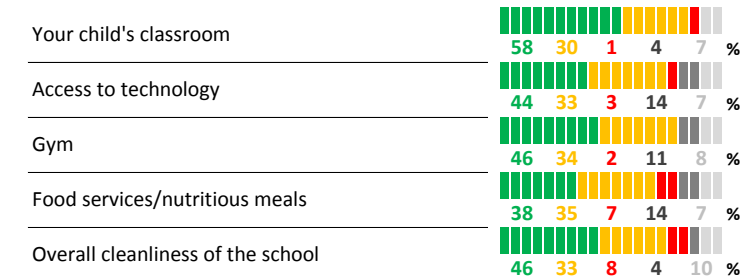 Your child's classroom
58 30 1 4 7 %
Access to technology
44 33 3 14 7 %
Gym
46 34 2 11 8 %
Food services/nutritious meals
38 35 7 14 7 %
Overall cleanliness of the school
46 33 8 4 10 %